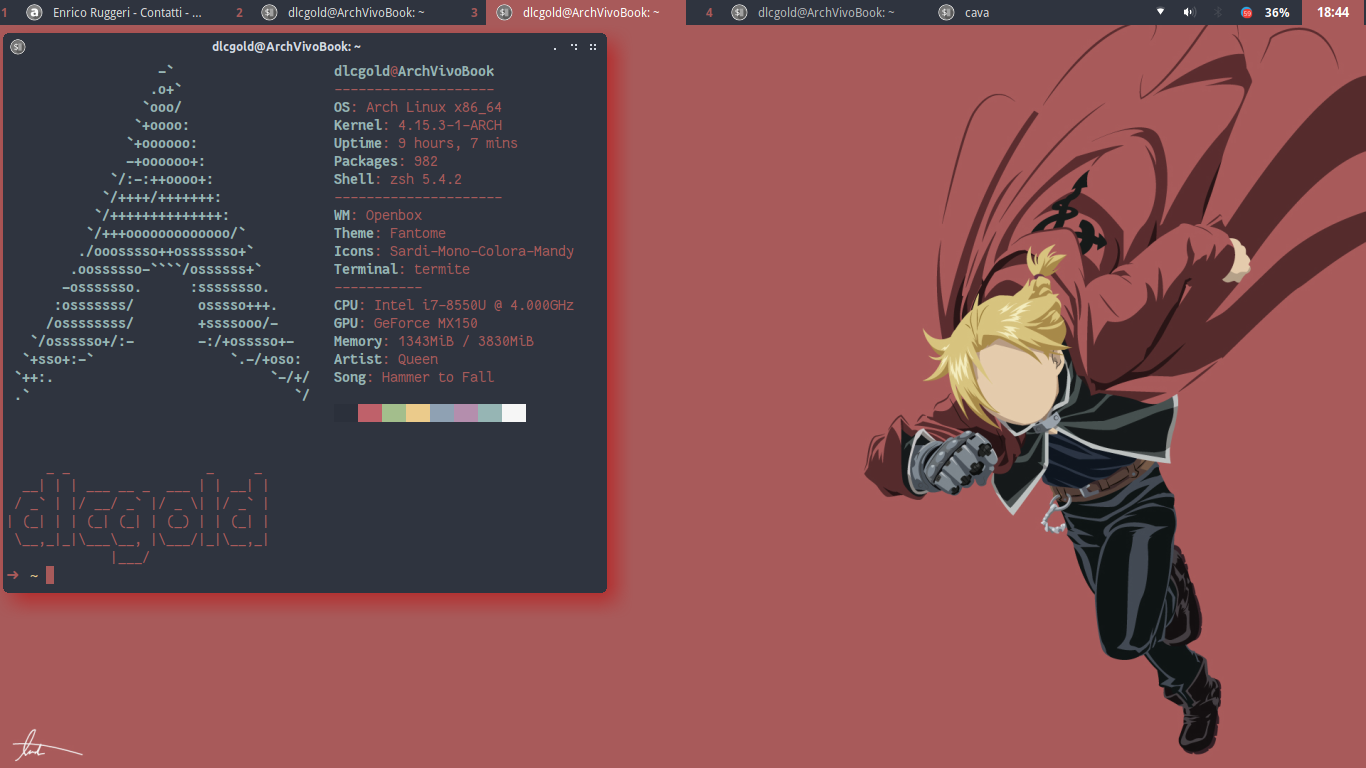 1 Enrico Ruggeri - Contatti - ... 2 dlcgold@ArchVivoBook: ~ 3 dlcgold@ArchVivoBook: ~ 4 dlcgold@ArchVivoBook: ~ cava 59 36% 18:44
dlcgold@ArchVivoBook: ~
dlcgold@ArchVivoBook
--------------------
OS: Arch Linux x86_64
Kernel: 4.15.3-1-ARCH
Uptime: 9 hours, 7 mins
Packages: 982
Shell: zsh 5.4.2
---------------------
WM: Openbox
Theme: Fantome
Icons: Sardi-Mono-Colora-Mandy
Terminal: termite
-----------
CPU: Intel i7-8550U @ 4.000GHz
GPU: GeForce MX150
Memory: 1343MiB / 3830MiB
Artist: Queen
Song: Hammer to Fall
dlcgold
➜ ~